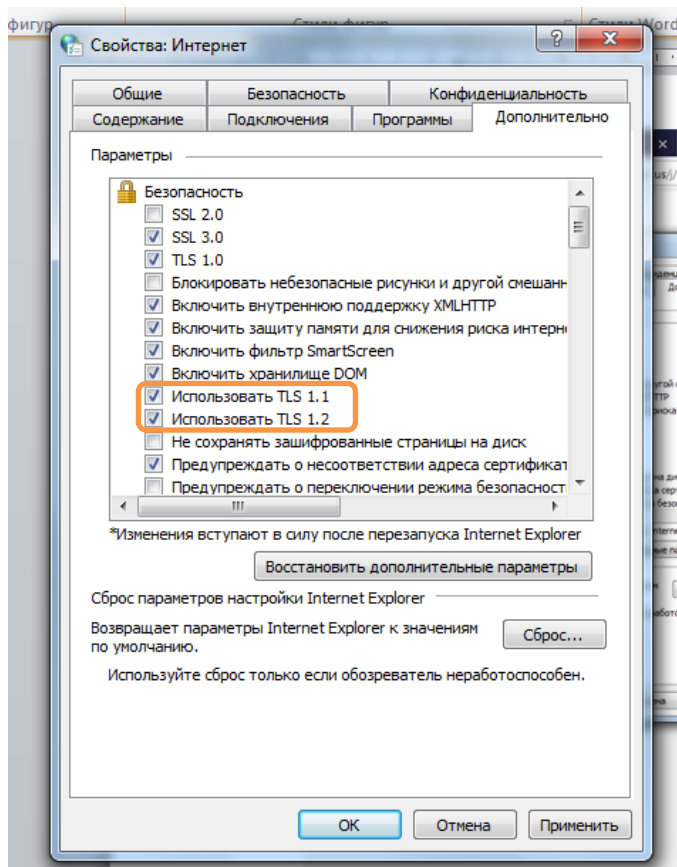 фигур
Стили фигур
Стили Word
Свойства: Интернет
Общие
Безопасность
Конфиденциальность
Содержание
Подключения
Программы
Дополнительно
Параметры
Безопасность
SSL 2.0
SSL 3.0
TLS 1.0
Блокировать небезопасные рисунки и другой смешанн
Включить внутреннюю поддержку XMLHTTP
Включить защиту памяти для снижения риска интерн
Включить фильтр SmartScreen
Включить хранилище DOM
Использовать TLS 1.1
Использовать TLS 1.2
Не сохранять зашифрованные страницы на диск
Предупреждать о несоответствии адреса сертификат
Предупреждать о переключении режима безопасност
*Изменения вступают в силу после перезапуска Internet Explorer
Восстановить дополнительные параметры
Сброс параметров настройки Internet Explorer
Возвращает параметры Internet Explorer к значениям
по умолчанию.
Сброс...
Используйте сброс только если обозреватель неработоспособен.
OK
Отмена
Применить